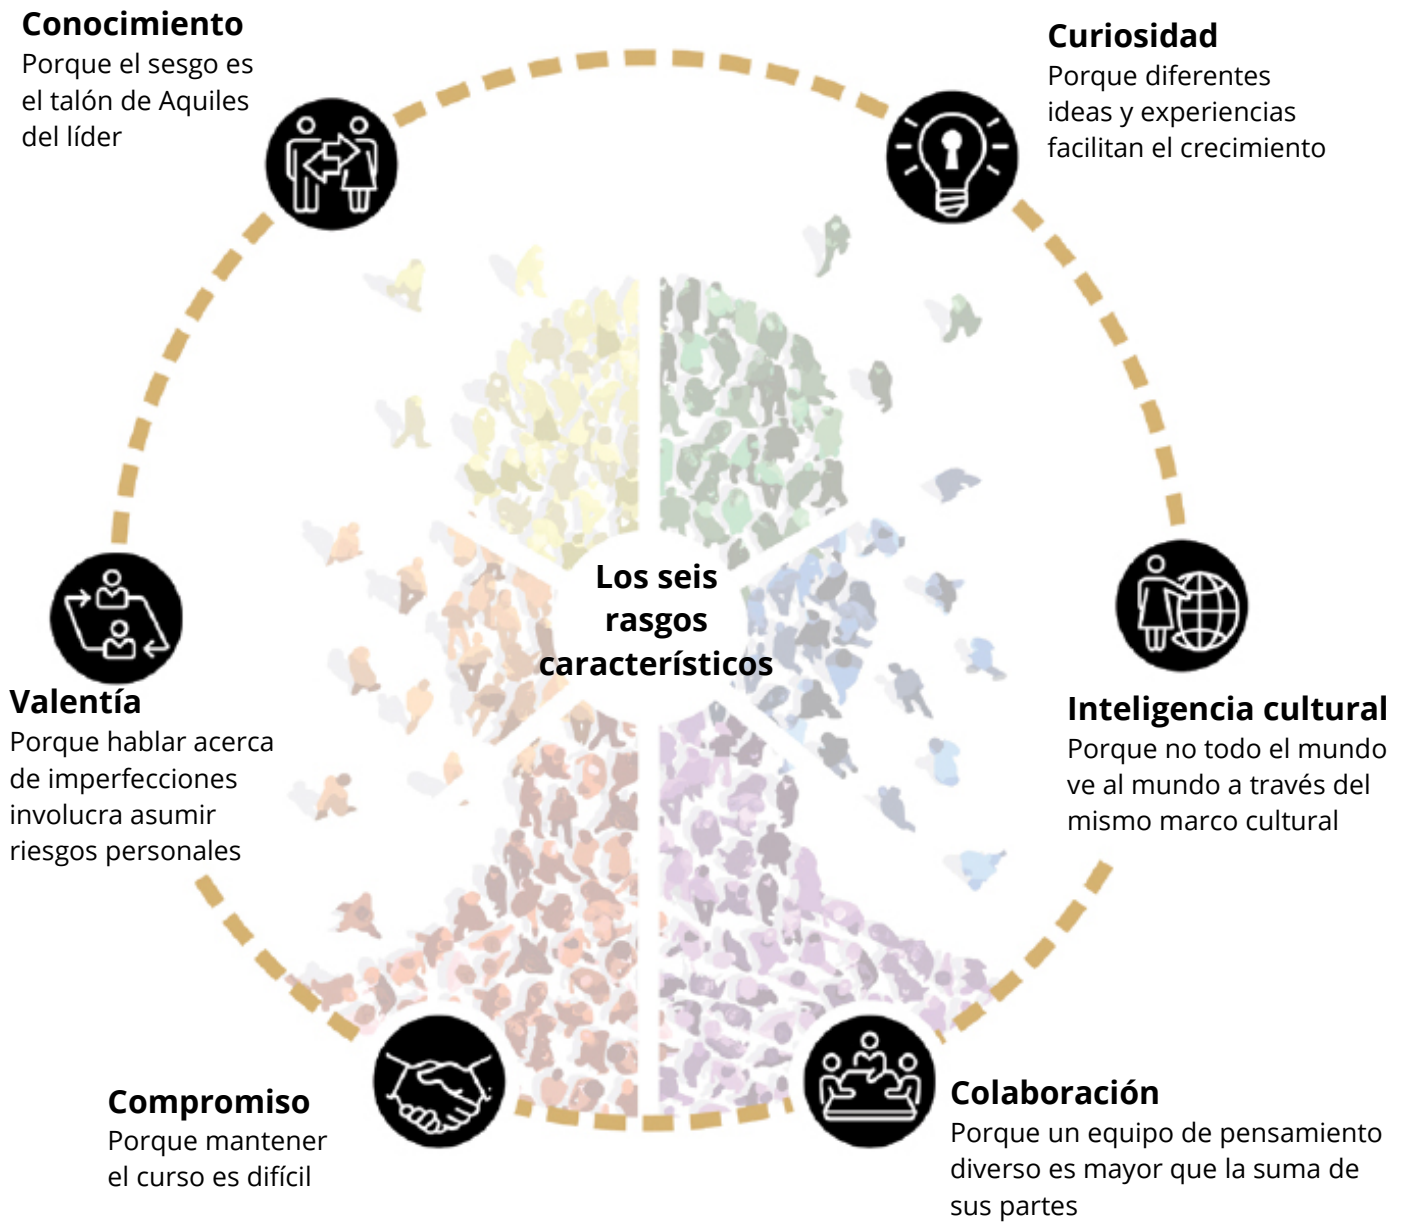 Conocimiento
Porque el sesgo es
el talón de Aquiles
del líder
Curiosidad
Porque diferentes
ideas y experiencias
facilitan el crecimiento
Los seis
rasgos
característicos
Valentía
Porque hablar acerca
de imperfecciones
involucra asumir
riesgos personales
Inteligencia cultural
Porque no todo el mundo
ve al mundo a través del
mismo marco cultural
Compromiso
Porque mantener
el curso es difícil
Colaboración
Porque un equipo de pensamiento
diverso es mayor que la suma de
sus partes